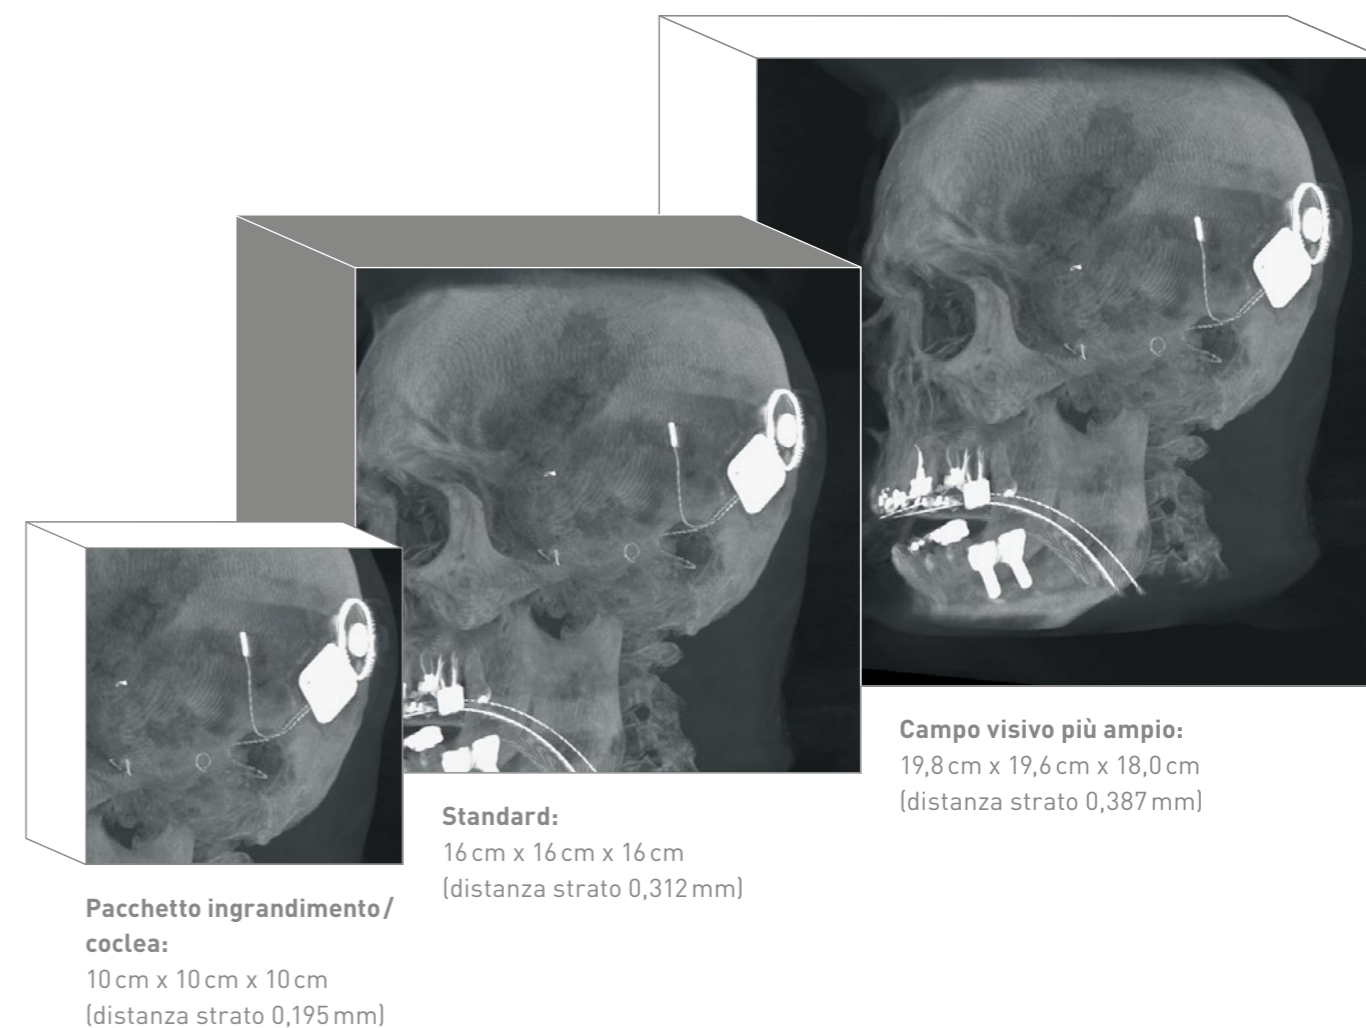 Campo visivo più ampio:
19,8 cm x 19,6 cm x 18,0 cm
(distanza strato 0,387 mm)
Standard:
16 cm x 16 cm x 16 cm
(distanza strato 0,312 mm)
Pacchetto ingrandimento/
coclea:
10 cm x 10 cm x 10 cm
(distanza strato 0,195 mm)